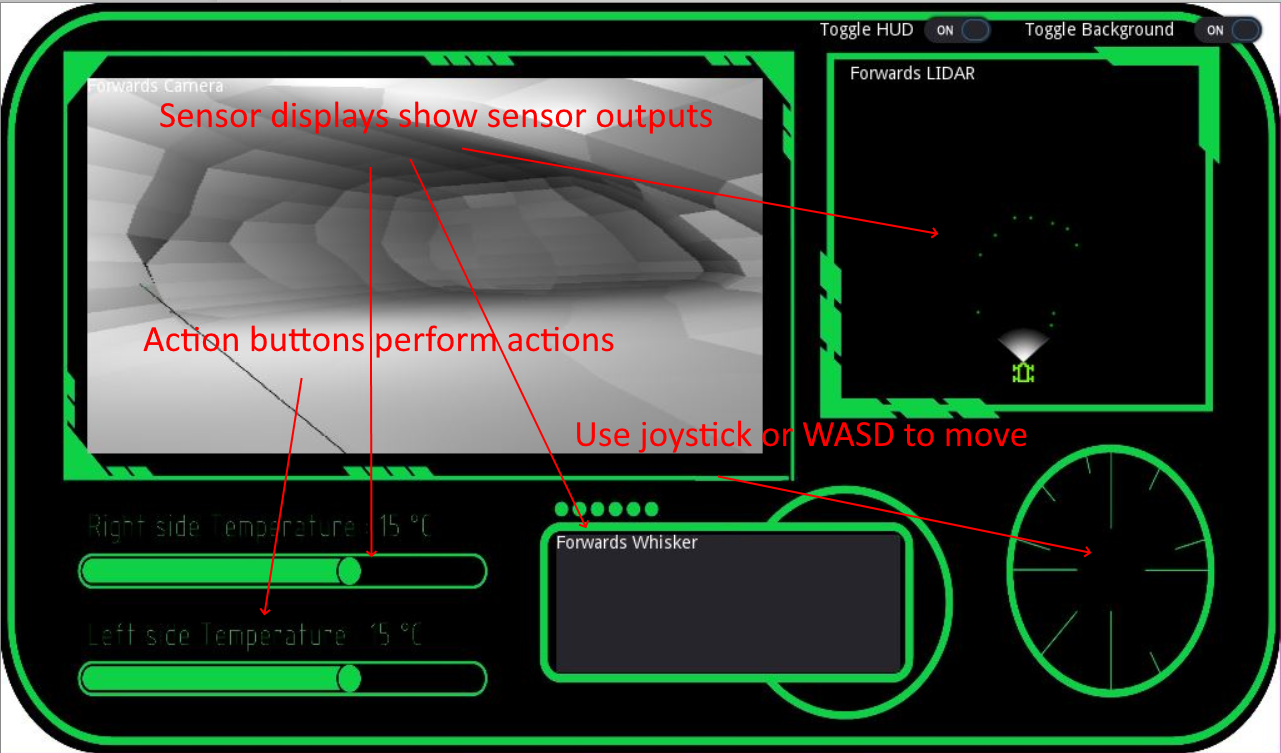 Toggle HUD ON Toggle Background ON
Forwards Camera
Forwards LIDAR
Sensor displays show sensor outputs
Action buttons perform actions
Use joystick or WASD to move
Right side Temperature : 15 °C
Forwards Whisker
Left side Temperature : 15 °C